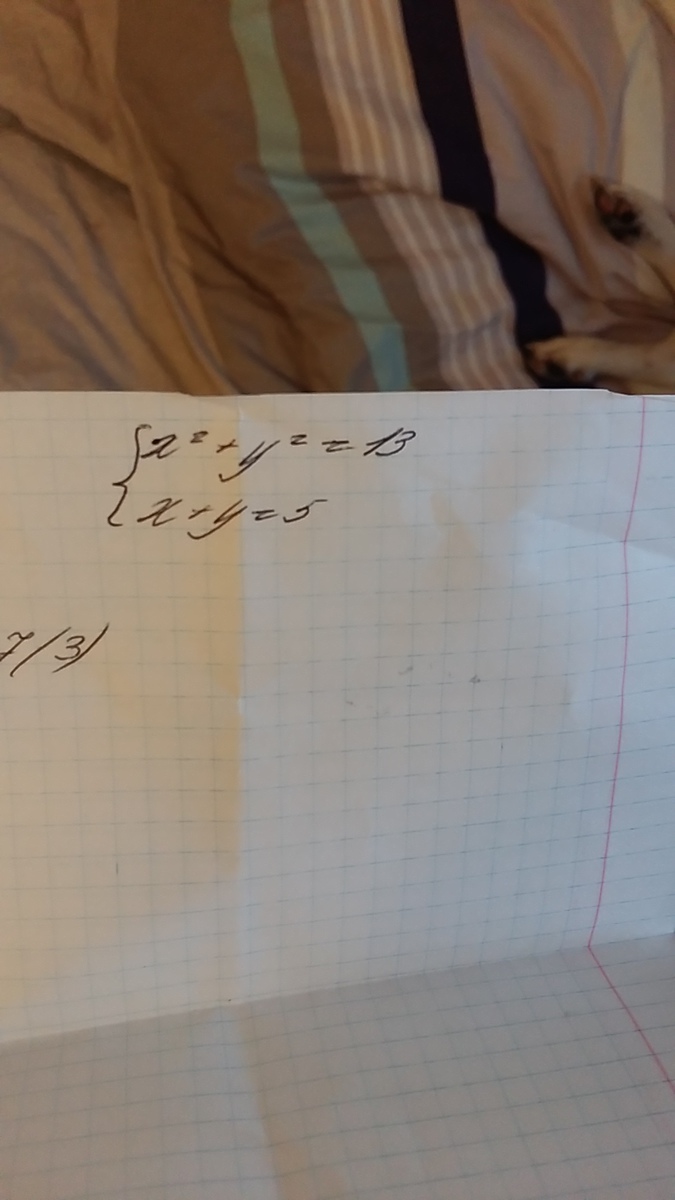 {x² + y² = 13
x + y = 5
7(3)